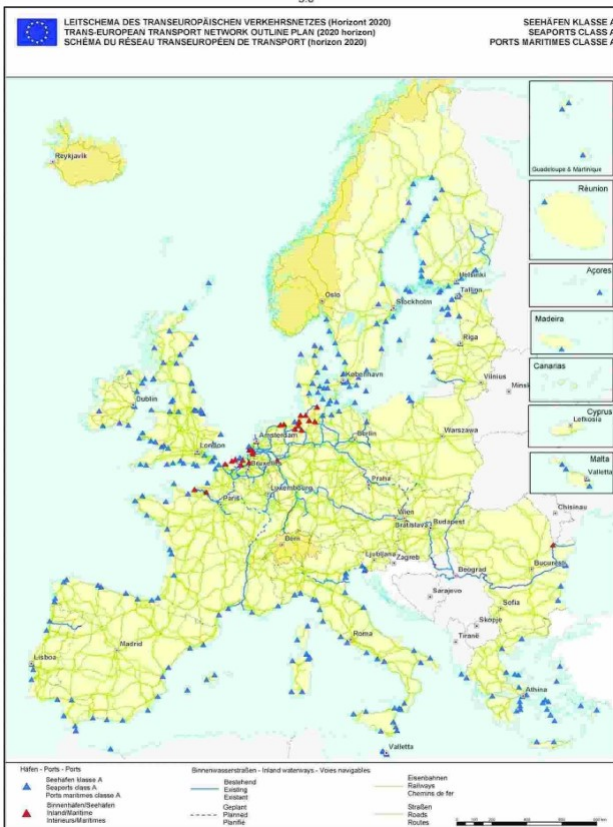 LEITSCHEMA DES TRANSEUROPÄISCHEN VERKEHRSNETZES (Horizont 2020)
TRANS-EUROPEAN TRANSPORT NETWORK OUTLINE PLAN (2020 horizon)
SCHÉMA DU RÉSEAU TRANSEUROPÉEN DE TRANSPORT (horizon 2020)
SEEHÄFEN KLASSE A
SEAPORTS CLASS A
PORTS MARITIMES CLASSE A
Guadeloupe & Martinique
Reykjavik
Réunion
Açores
Helsinki
Oslo
Stockholm
Tallinn
Madeira
Riga
København
Canarias
Vilnius
Minsk
Dublin
Cyprus
Lefkosia
London
Amsterdam
Berlin
Warszawa
Malta
Valletta
Praha
Luxembourg
Paris
Chisinau
Wien
Bratislava
Budapest
Bern
Ljubljana
Zagreb
Beograd
Bucuresti
Sarajevo
Sofia
Skopje
Roma
Madrid
Tiranë
Lisboa
Athina
Valletta
Häfen - Ports - Ports
Seehafen klasse A
Seaports class A
Ports maritimes classe A
Binnenhäfen/Seehäfen
Inland/Maritime
Intérieurs/Maritimes
Binnenwasserstraßen - Inland waterways - Voies navigables
Bestehend
Existing
Existant
Geplant
Planned
Planifié
Eisenbahnen
Railways
Chemins de fer
Straßen
Roads
Routes